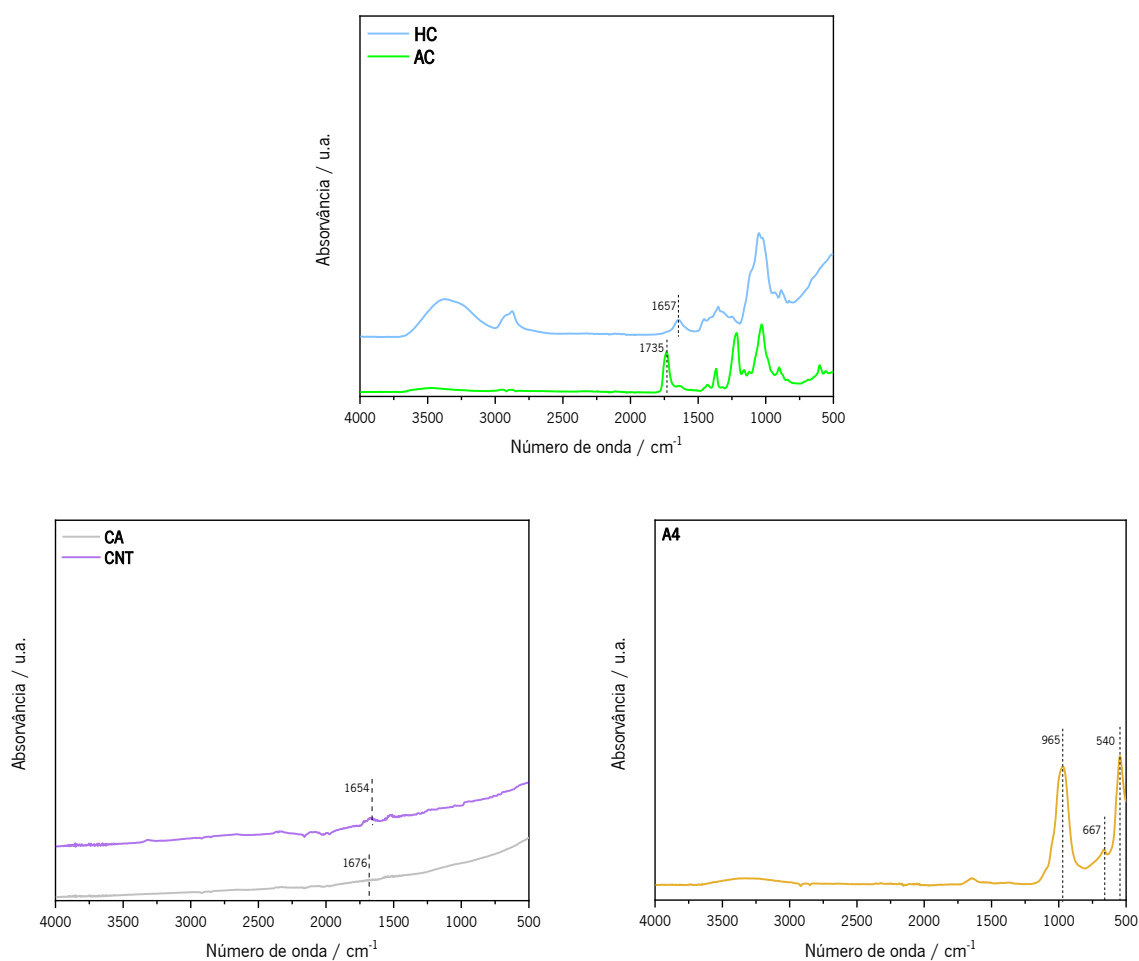 HC
AC
1657
1735
Absorvância / u.a.
4000 3500 3000 2500 2000 1500 1000 500
Número de onda / cm⁻¹
CA
CNT
1654
1676
Absorvância / u.a.
4000 3500 3000 2500 2000 1500 1000 500
Número de onda / cm⁻¹
A4
965
540
667
Absorvância / u.a.
4000 3500 3000 2500 2000 1500 1000 500
Número de onda / cm⁻¹